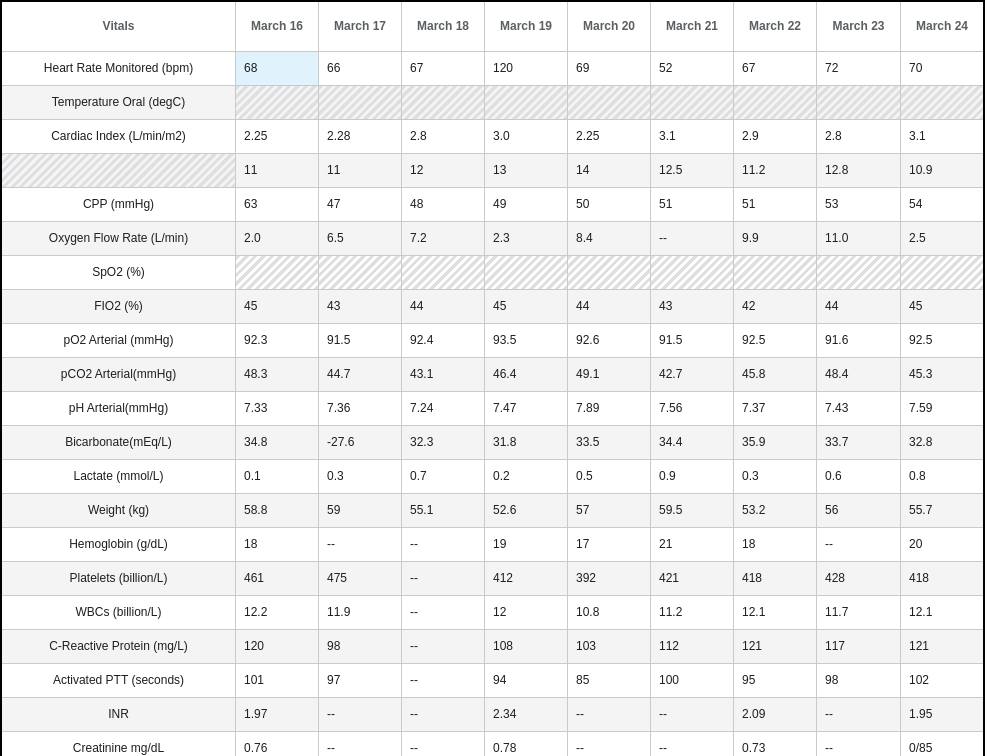 Vitals March 16 March 17 March 18 March 19 March 20 March 21 March 22 March 23 March 24
Heart Rate Monitored (bpm) 68 66 67 120 69 52 67 72 70
Temperature Oral (degC)
Cardiac Index (L/min/m2) 2.25 2.28 2.8 3.0 2.25 3.1 2.9 2.8 3.1
11 11 12 13 14 12.5 11.2 12.8 10.9
CPP (mmHg) 63 47 48 49 50 51 51 53 54
Oxygen Flow Rate (L/min) 2.0 6.5 7.2 2.3 8.4 -- 9.9 11.0 2.5
SpO2 (%)
FIO2 (%) 45 43 44 45 44 43 42 44 45
pO2 Arterial (mmHg) 92.3 91.5 92.4 93.5 92.6 91.5 92.5 91.6 92.5
pCO2 Arterial(mmHg) 48.3 44.7 43.1 46.4 49.1 42.7 45.8 48.4 45.3
pH Arterial(mmHg) 7.33 7.36 7.24 7.47 7.89 7.56 7.37 7.43 7.59
Bicarbonate(mEq/L) 34.8 -27.6 32.3 31.8 33.5 34.4 35.9 33.7 32.8
Lactate (mmol/L) 0.1 0.3 0.7 0.2 0.5 0.9 0.3 0.6 0.8
Weight (kg) 58.8 59 55.1 52.6 57 59.5 53.2 56 55.7
Hemoglobin (g/dL) 18 -- -- 19 17 21 18 -- 20
Platelets (billion/L) 461 475 -- 412 392 421 418 428 418
WBCs (billion/L) 12.2 11.9 -- 12 10.8 11.2 12.1 11.7 12.1
C-Reactive Protein (mg/L) 120 98 -- 108 103 112 121 117 121
Activated PTT (seconds) 101 97 -- 94 85 100 95 98 102
INR 1.97 -- -- 2.34 -- -- 2.09 -- 1.95
Creatinine mg/dL 0.76 -- -- 0.78 -- -- 0.73 -- 0/85